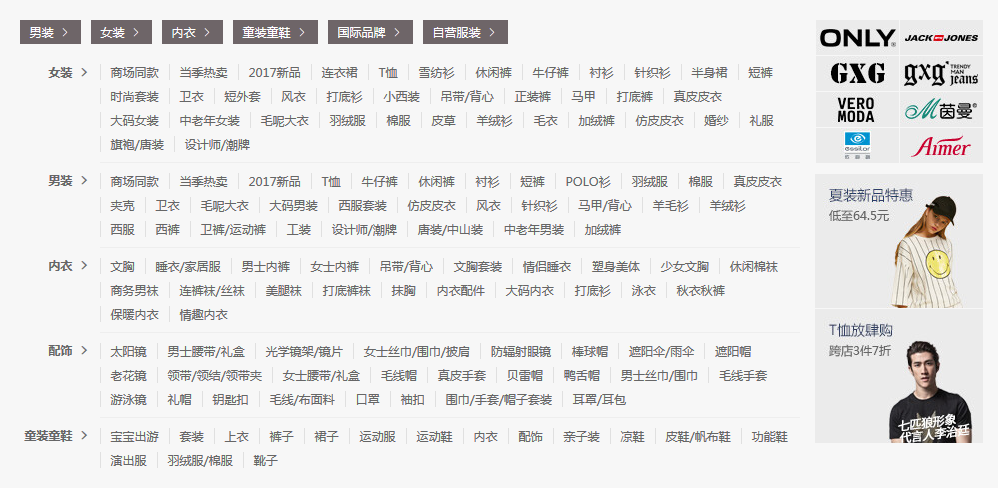 男装 > 女装 > 内衣 > 童装童鞋 > 国际品牌 > 自营服装 >
女装 > 商场同款 当季热卖 2017新品 连衣裙 T恤 雪纺衫 休闲裤 牛仔裤 衬衫 针织衫 半身裙 短裤
时尚套装 卫衣 短外套 风衣 打底衫 小西装 吊带/背心 正装裤 马甲 打底裤 真皮皮衣
大码女装 中老年女装 毛呢大衣 羽绒服 棉服 皮草 羊绒衫 毛衣 加绒裤 仿皮皮衣 婚纱 礼服
旗袍/唐装 设计师/潮牌
男装 > 商场同款 当季热卖 2017新品 T恤 牛仔裤 休闲裤 衬衫 短裤 POLO衫 羽绒服 棉服 真皮皮衣
夹克 卫衣 毛呢大衣 大码男装 西服套装 仿皮皮衣 风衣 针织衫 马甲/背心 羊毛衫 羊绒衫
西服 西裤 卫裤/运动裤 工装 设计师/潮牌 唐装/中山装 中老年男装 加绒裤
内衣 > 文胸 睡衣/家居服 男士内裤 女士内裤 吊带/背心 文胸套装 情侣睡衣 塑身美体 少女文胸 休闲棉袜
商务男袜 连裤袜/丝袜 美腿袜 打底裤袜 抹胸 内衣配件 大码内衣 打底衫 泳衣 秋衣秋裤
保暖内衣 情趣内衣
配饰 > 太阳镜 男士腰带/礼盒 光学镜架/镜片 女士丝巾/围巾/披肩 防辐射眼镜 棒球帽 遮阳伞/雨伞 遮阳帽
老花镜 领带/领结/领带夹 女士腰带/礼盒 毛线帽 真皮手套 贝雷帽 鸭舌帽 男士丝巾/围巾 毛线手套
游泳镜 礼帽 钥匙扣 毛线/布面料 口罩 袖扣 围巾/手套/帽子套装 耳罩/耳包
童装童鞋 > 宝宝出游 套装 上衣 裤子 裙子 运动服 运动鞋 内衣 配饰 亲子装 凉鞋 皮鞋/帆布鞋 功能鞋
演出服 羽绒服/棉服 靴子
ONLY® JACK JONES
GXG gxg TRENDY MAN jeans
VERO MODA 茵曼
Essilor Aimer
夏装新品特惠
低至64.5元
T恤放肆购
跨店3件7折
七匹狼形象
代言人李治廷